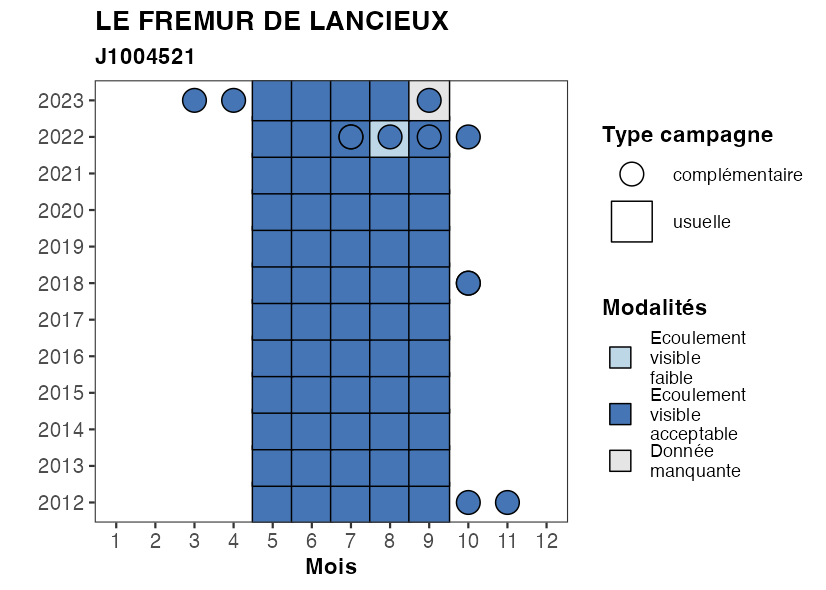 LE FREMUR DE LANCIEUX
J1004521
2023
2022
2021
2020
2019
2018
2017
2016
2015
2014
2013
2012
1 2 3 4 5 6 7 8 9 10 11 12
Mois
Type campagne
complémentaire
usuelle
Modalités
Ecoulement
visible
faible
Ecoulement
visible
acceptable
Donnée
manquante